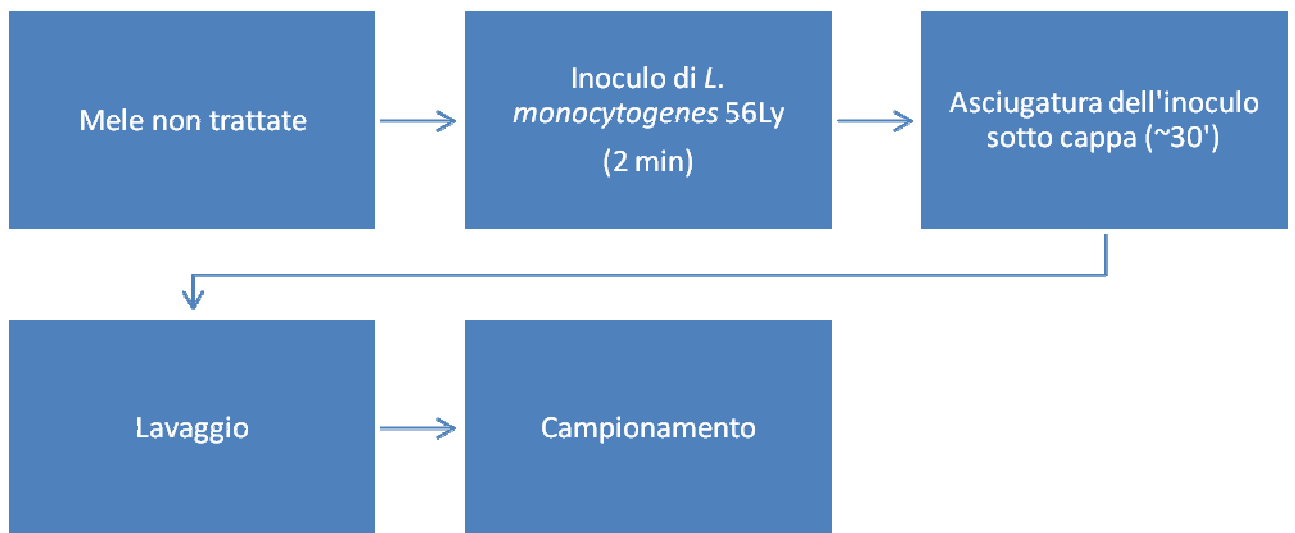 Mele non trattate
Inoculo di L.
monocytogenes 56Ly
(2 min)
Asciugatura dell'inoculo
sotto cappa (~30')
Lavaggio
Campionamento